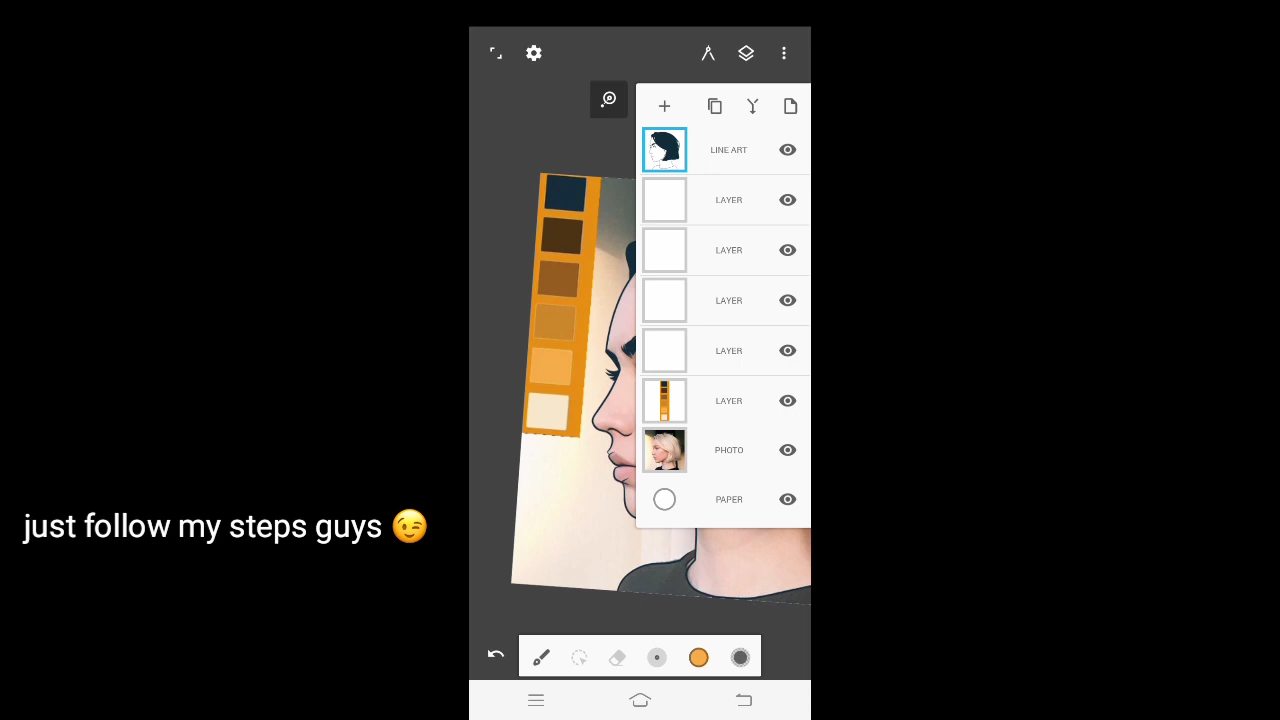 LINE ART
LAYER
LAYER
LAYER
LAYER
LAYER
PHOTO
PAPER
just follow my steps guys 😉